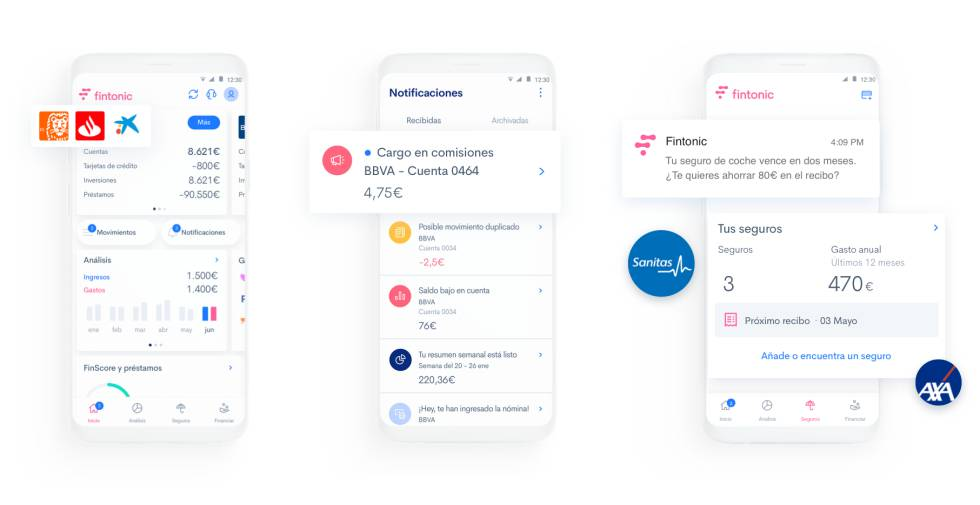 12:30
fintonic
Más
Cuentas 8.621€
Tarjetas de crédito -800€
Inversiones 8.621€
Préstamos -90.550€
Movimientos
Notificaciones
Análisis
Ingresos 1.500€
Gastos 1.400€
ene feb mar abr may jun
FinScore y préstamos
Inicio Análisis Seguros Financiar
12:30
Notificaciones
Recibidas Archivadas
Cargo en comisiones
BBVA - Cuenta 0464
4,75€
Posible movimiento duplicado
BBVA
Cuenta 0034
-2,5€
Saldo bajo en cuenta
BBVA
Cuenta 0034
76€
Tu resumen semanal está listo
Semana del 20 - 26 ene
220,36€
¡Hey, te han ingresado la nómina!
BBVA
12:30
fintonic
Fintonic 4:09 PM
Tu seguro de coche vence en dos meses.
¿Te quieres ahorrar 80€ en el recibo?
Sanitas
Tus seguros
Seguros Gasto anual
Últimos 12 meses
3 470€
Próximo recibo · 03 Mayo
Añade o encuentra un seguro
AXA
Inicio Análisis Seguros Financiar